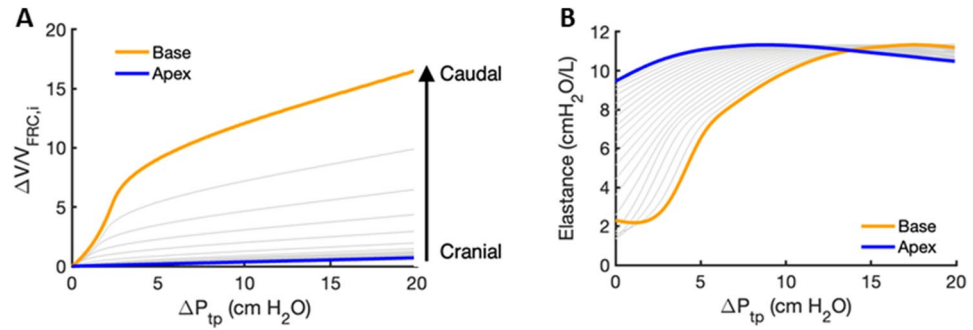 A
20
15
10
5
0
ΔV/V_FRC,i
Base
Apex
Caudal
Cranial
0 5 10 15 20
ΔP_tp (cm H₂O)
B
12
10
8
6
4
2
0
Elastance (cmH₂O/L)
Base
Apex
0 5 10 15 20
ΔP_tp (cm H₂O)